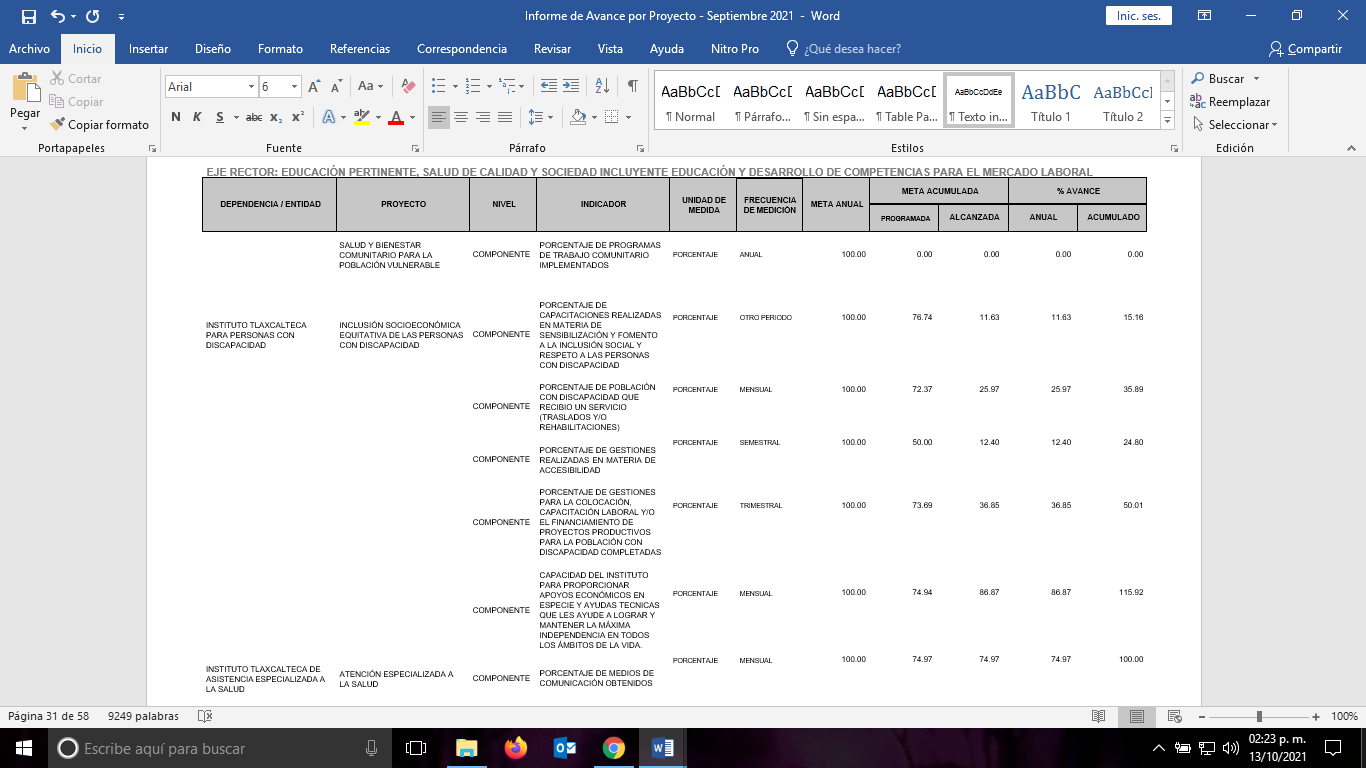 Informe de Avance por Proyecto - Septiembre 2021 - Word
Inic. ses.
Archivo Inicio Insertar Diseño Formato Referencias Correspondencia Revisar Vista Ayuda Nitro Pro ¿Qué desea hacer? Compartir
Pegar
Cortar
Copiar
Copiar formato
Portapapeles
Arial 6
N K S abc x₂ x²
Fuente
Párrafo
AaBbCcI AaBbCcI AaBbCcI AaBbCcI AaBbCcDdEe AaBbC AaBbCcI
¶ Normal ¶ Párrafo... ¶ Sin espa... ¶ Table Pa... ¶ Texto in... Título 1 Título 2
Estilos
Buscar
Reemplazar
Seleccionar
Edición
EJE RECTOR: EDUCACIÓN PERTINENTE, SALUD DE CALIDAD Y SOCIEDAD INCLUYENTE EDUCACIÓN Y DESARROLLO DE COMPETENCIAS PARA EL MERCADO LABORAL
DEPENDENCIA / ENTIDAD PROYECTO NIVEL INDICADOR UNIDAD DE MEDIDA FRECUENCIA DE MEDICIÓN META ANUAL META ACUMULADA % AVANCE
PROGRAMADA ALCANZADA ANUAL ACUMULADO
SALUD Y BIENESTAR
COMUNITARIO PARA LA
POBLACIÓN VULNERABLE
COMPONENTE
PORCENTAJE DE PROGRAMAS
DE TRABAJO COMUNITARIO
IMPLEMENTADOS
PORCENTAJE ANUAL 100.00 0.00 0.00 0.00 0.00
INSTITUTO TLAXCALTECA
PARA PERSONAS CON
DISCAPACIDAD
INCLUSIÓN SOCIOECONÓMICA
EQUITATIVA DE LAS PERSONAS
CON DISCAPACIDAD
COMPONENTE
PORCENTAJE DE
CAPACITACIONES REALIZADAS
EN MATERIA DE
SENSIBILIZACIÓN Y FOMENTO
A LA INCLUSIÓN SOCIAL Y
RESPETO A LAS PERSONAS
CON DISCAPACIDAD
PORCENTAJE OTRO PERIODO 100.00 76.74 11.63 11.63 15.16
COMPONENTE
PORCENTAJE DE POBLACIÓN
CON DISCAPACIDAD QUE
RECIBIO UN SERVICIO
(TRASLADOS Y/O
REHABILITACIONES)
PORCENTAJE MENSUAL 100.00 72.37 25.97 25.97 35.89
COMPONENTE
PORCENTAJE DE GESTIONES
REALIZADAS EN MATERIA DE
ACCESIBILIDAD
PORCENTAJE SEMESTRAL 100.00 50.00 12.40 12.40 24.80
COMPONENTE
PORCENTAJE DE GESTIONES
PARA LA COLOCACIÓN,
CAPACITACIÓN LABORAL Y/O
EL FINANCIAMIENTO DE
PROYECTOS PRODUCTIVOS
PARA LA POBLACIÓN CON
DISCAPACIDAD COMPLETADAS
PORCENTAJE TRIMESTRAL 100.00 73.69 36.85 36.85 50.01
COMPONENTE
CAPACIDAD DEL INSTITUTO
PARA PROPORCIONAR
APOYOS ECONÓMICOS EN
ESPECIE Y AYUDAS TECNICAS
QUE LES AYUDE A LOGRAR Y
MANTENER LA MÁXIMA
INDEPENDENCIA EN TODOS
LOS ÁMBITOS DE LA VIDA.
PORCENTAJE MENSUAL 100.00 74.94 86.87 86.87 115.92
INSTITUTO TLAXCALTECA DE
ASISTENCIA ESPECIALIZADA A
LA SALUD
ATENCIÓN ESPECIALIZADA A
LA SALUD
COMPONENTE
PORCENTAJE DE MEDIOS DE
COMUNICACIÓN OBTENIDOS
PORCENTAJE MENSUAL 100.00 74.97 74.97 74.97 100.00
Página 31 de 58 9249 palabras 100%
Escribe aquí para buscar
02:23 p. m.
13/10/2021